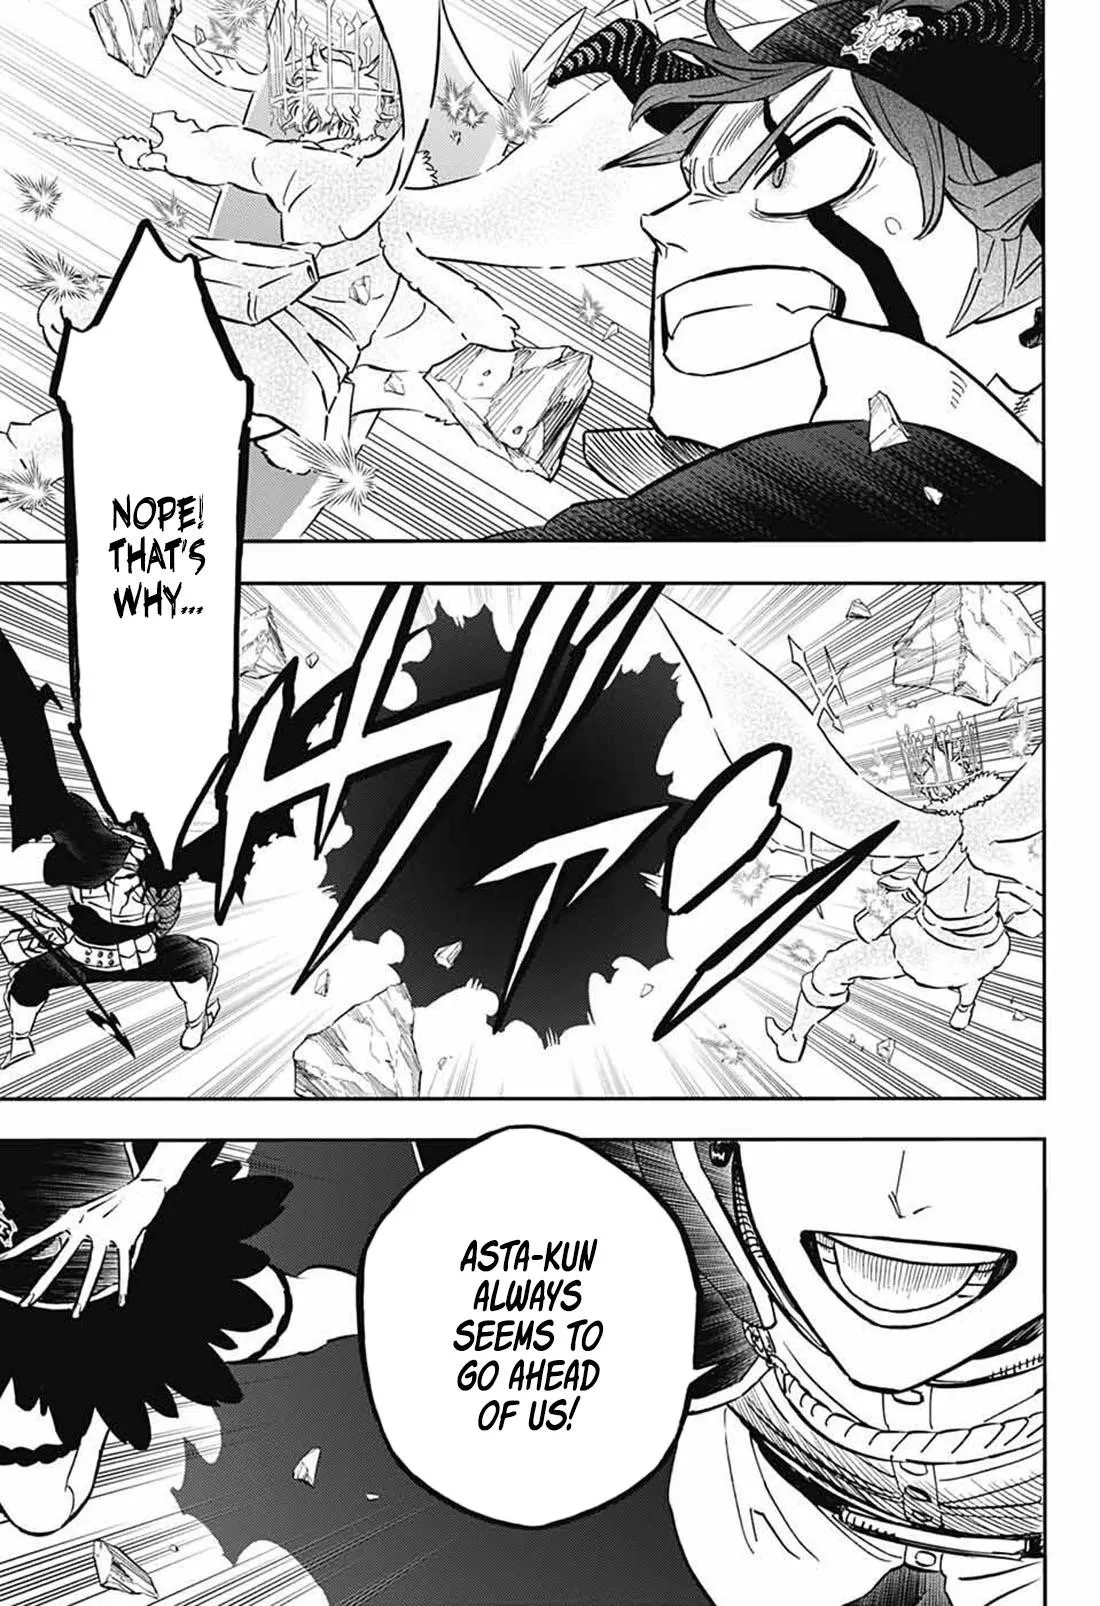 NOPE!
THAT'S
WHY...
ASTA-KUN
ALWAYS
SEEMS TO
GO AHEAD
OF US!